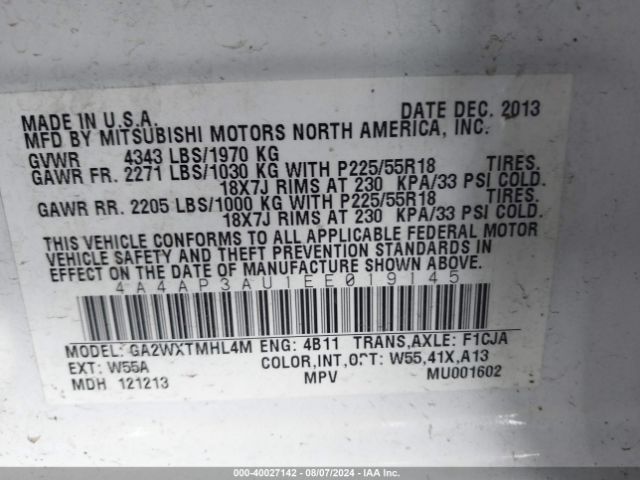 MADE IN U.S.A. DATE DEC. 2013
MFD BY MITSUBISHI MOTORS NORTH AMERICA, INC.
GVWR 4343 LBS/1970 KG
GAWR FR. 2271 LBS/1030 KG WITH P225/55R18 TIRES.
18X7J RIMS AT 230 KPA/33 PSI COLD.
GAWR RR. 2205 LBS/1000 KG WITH P225/55R18 TIRES.
18X7J RIMS AT 230 KPA/33 PSI COLD.
THIS VEHICLE CONFORMS TO ALL APPLICABLE FEDERAL MOTOR
VEHICLE SAFETY AND THEFT PREVENTION STANDARDS IN
EFFECT ON THE DATE OF MANUFACTURE SHOWN ABOVE.
4A4AP3AU1EE019145
MODEL: GA2WXTMHL4M ENG: 4B11 TRANS,AXLE: F1CJA
EXT: W55A COLOR,INT,OPT: W55,41X,A13
MDH 121213 MPV MU001602
000-40027142 - 08/07/2024 - IAA Inc.